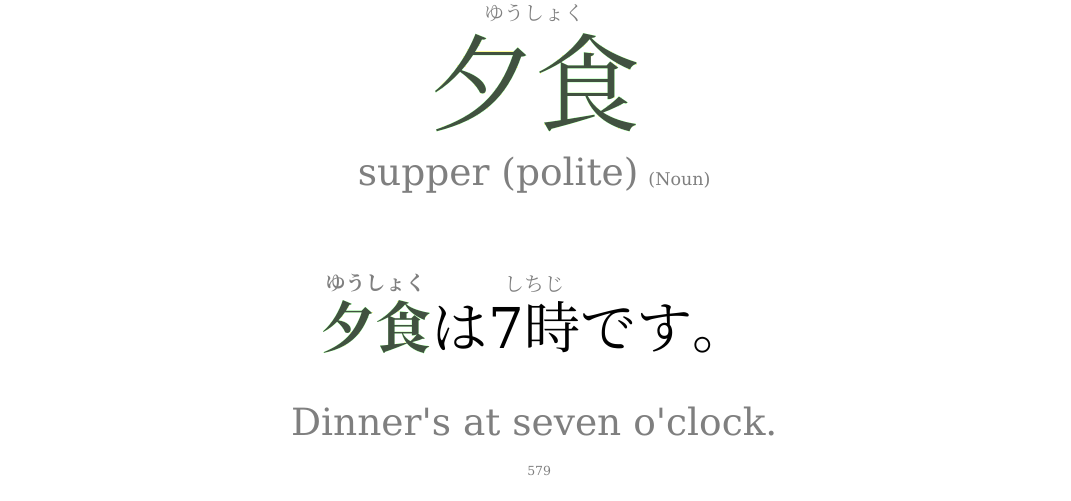 ゆうしょく
夕食
supper (polite) (Noun)
ゆうしょく しちじ
夕食は7時です。
Dinner's at seven o'clock.
579